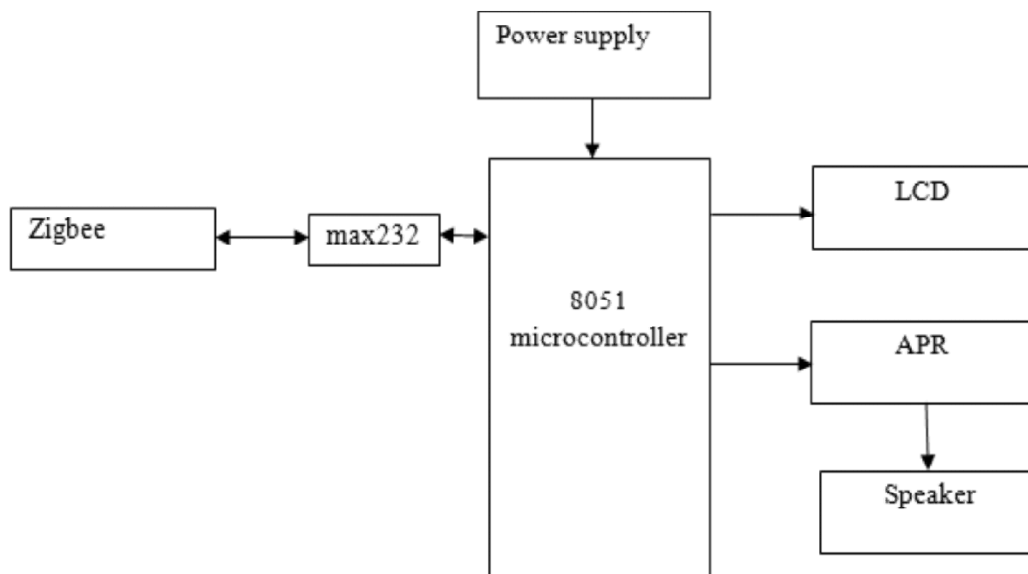 Power supply
LCD
Zigbee
max232
8051
microcontroller
APR
Speaker